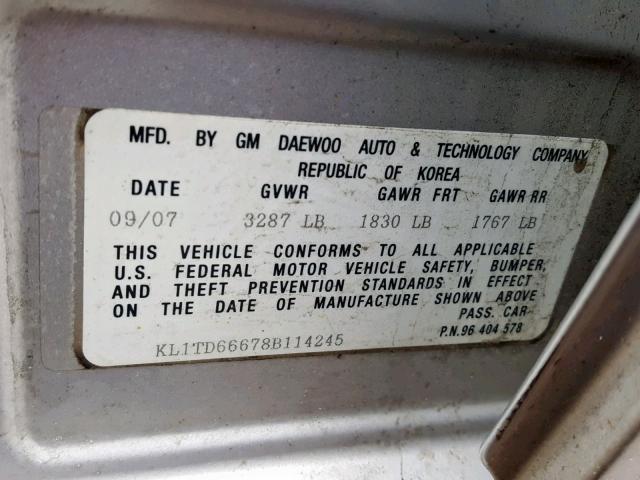 MFD. BY GM DAEWOO AUTO & TECHNOLOGY COMPANY
REPUBLIC OF KOREA
DATE GVWR GAWR FRT GAWR RR
09/07 3287 LB 1830 LB 1767 LB
THIS VEHICLE CONFORMS TO ALL APPLICABLE
U.S. FEDERAL MOTOR VEHICLE SAFETY, BUMPER,
AND THEFT PREVENTION STANDARDS IN EFFECT
ON THE DATE OF MANUFACTURE SHOWN ABOVE
PASS. CAR
KL1TD66678B114245 P.N.96 404 578